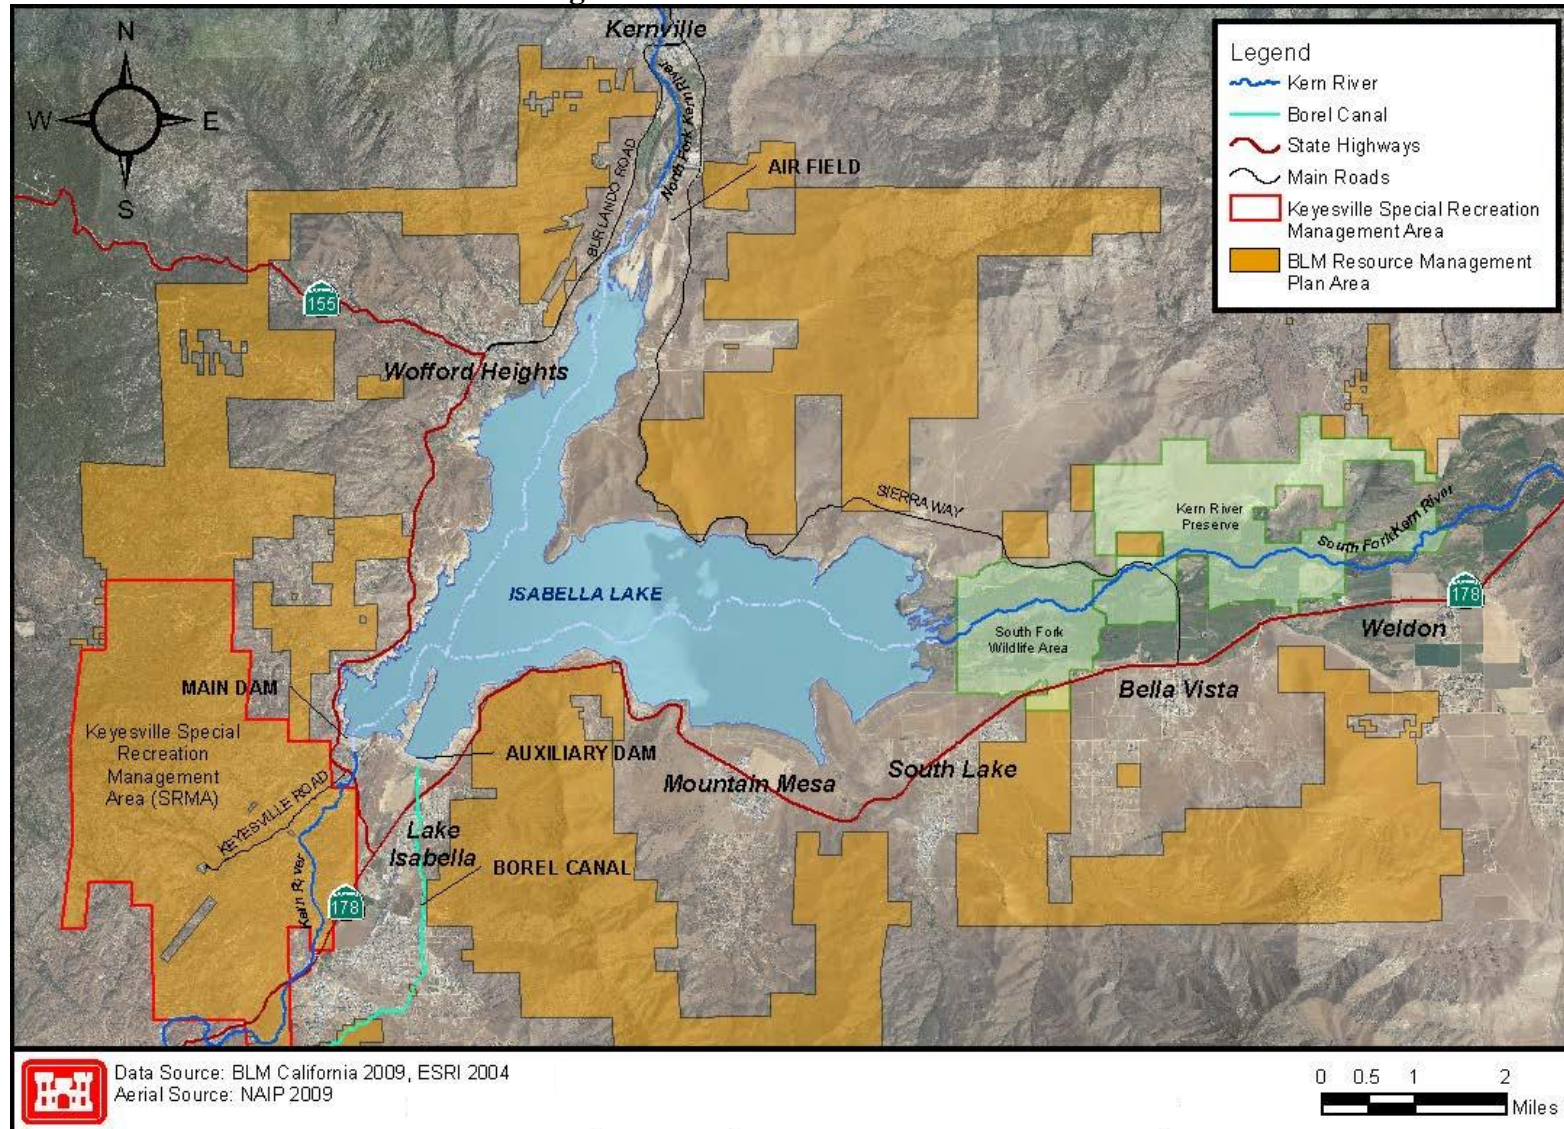 g
Kernville
N
W
E
S
North Fork Kern River
BURLANDO ROAD
AIR FIELD
Legend
Kern River
Borel Canal
State Highways
Main Roads
Keyesville Special Recreation
Management Area
BLM Resource Management
Plan Area
155
Wofford Heights
SIERRA WAY
Kern River
Preserve
South Fork Kern River
ISABELLA LAKE
178
South Fork
Wildlife Area
Weldon
Bella Vista
MAIN DAM
Keyesville Special
Recreation
Management
Area (SRMA)
AUXILIARY DAM
South Lake
Mountain Mesa
KEYESVILLE ROAD
Lake
Isabella
BOREL CANAL
Kern River
178
Data Source: BLM California 2009, ESRI 2004
Aerial Source: NAIP 2009
0 0.5 1 2
Miles